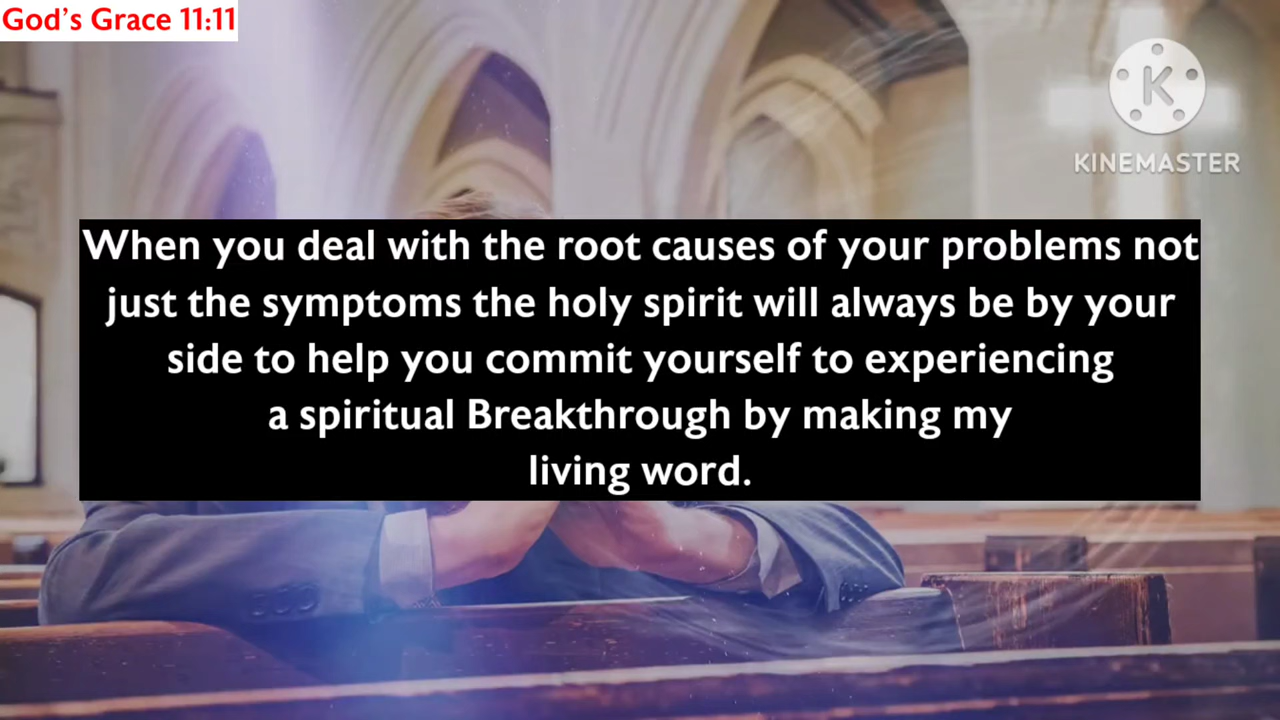 God's Grace 11:11
K
KINEMASTER
When you deal with the root causes of your problems not
just the symptoms the holy spirit will always be by your
side to help you commit yourself to experiencing
a spiritual Breakthrough by making my
living word.